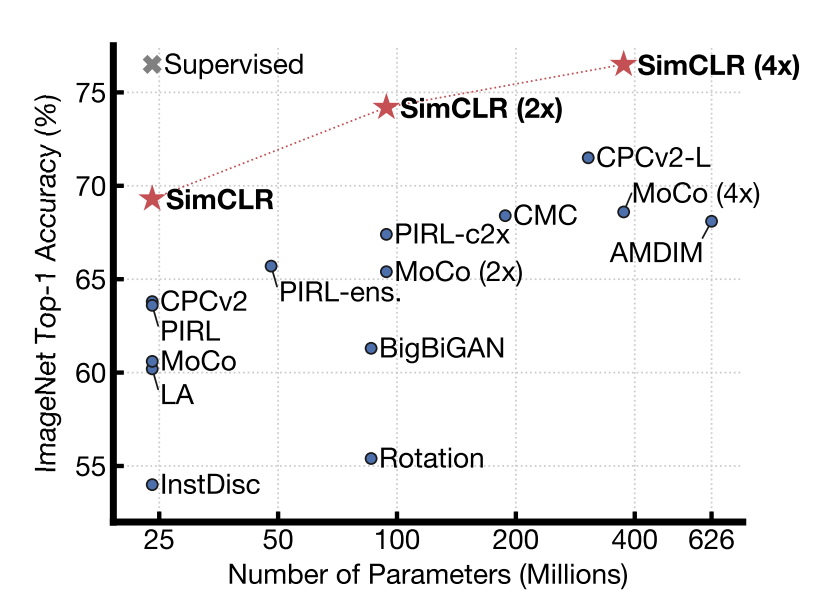 Supervised
SimCLR (4x)
SimCLR (2x)
SimCLR
CPCv2-L
MoCo (4x)
CMC
AMDIM
PIRL-c2x
MoCo (2x)
PIRL-ens.
CPCv2
PIRL
MoCo
LA
BigBiGAN
Rotation
InstDisc
75
70
65
60
55
ImageNet Top-1 Accuracy (%)
25 50 100 200 400 626
Number of Parameters (Millions)